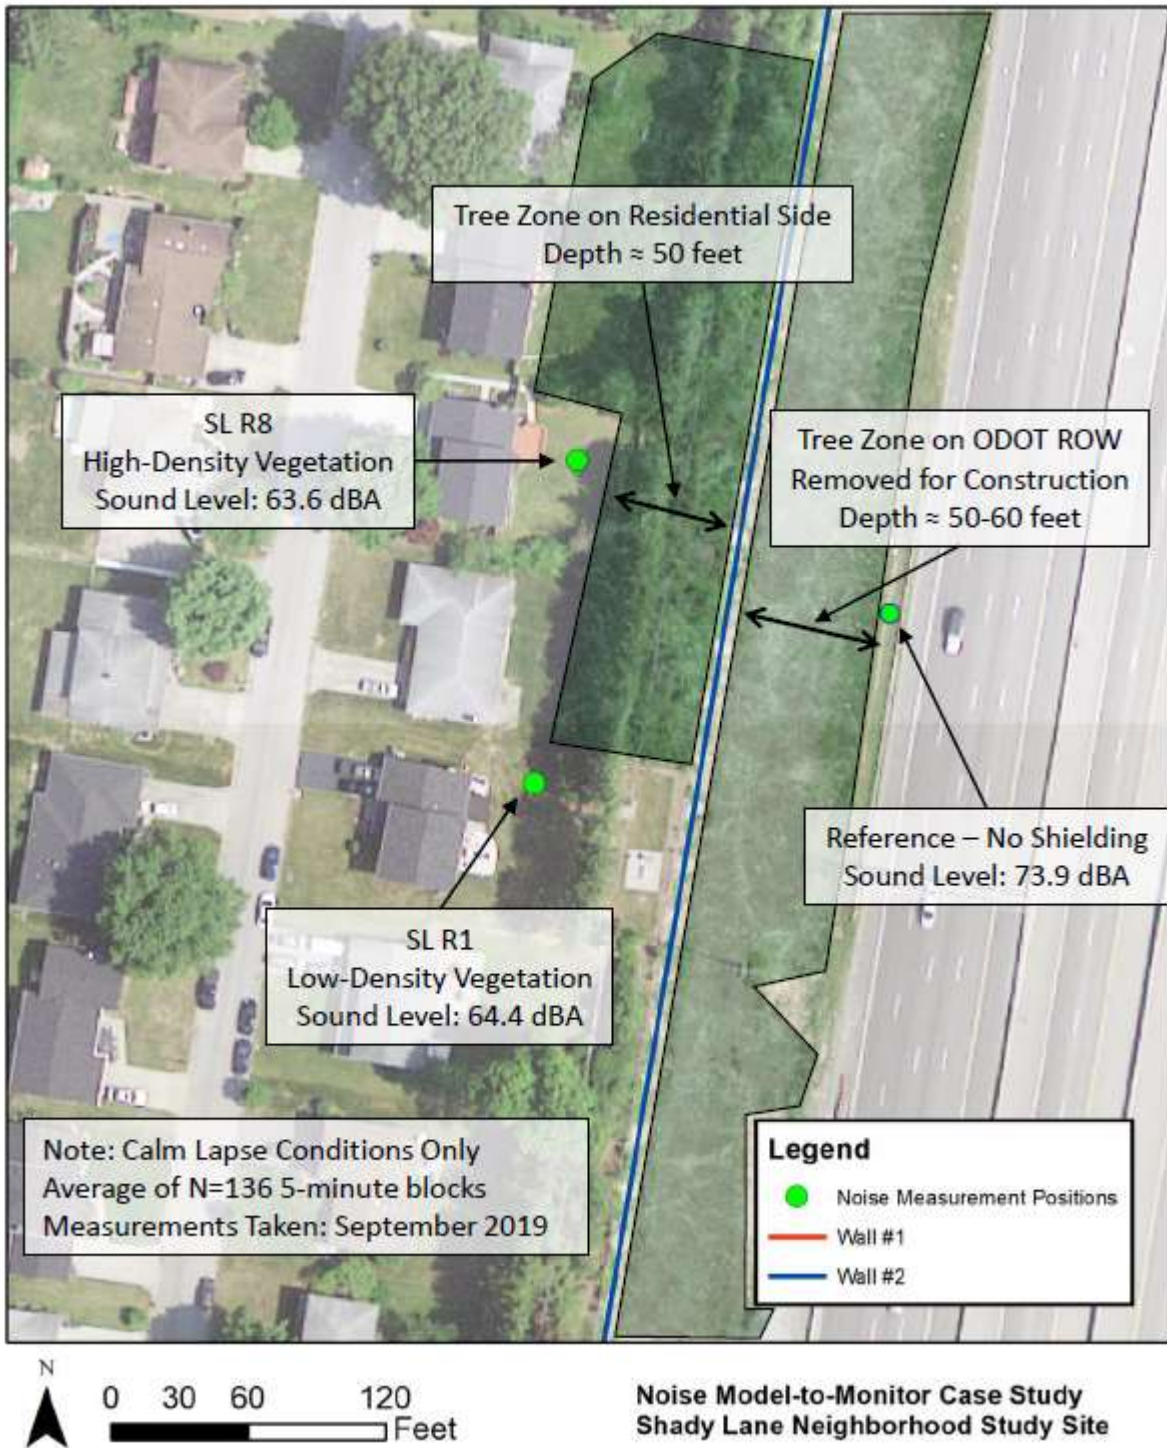 Tree Zone on Residential Side
Depth ≈ 50 feet
SL R8
High-Density Vegetation
Sound Level: 63.6 dBA
Tree Zone on ODOT ROW
Removed for Construction
Depth ≈ 50-60 feet
Reference – No Shielding
Sound Level: 73.9 dBA
SL R1
Low-Density Vegetation
Sound Level: 64.4 dBA
Note: Calm Lapse Conditions Only
Average of N=136 5-minute blocks
Measurements Taken: September 2019
Legend
Noise Measurement Positions
Wall #1
Wall #2
N
0 30 60 120
Feet
Noise Model-to-Monitor Case Study
Shady Lane Neighborhood Study Site